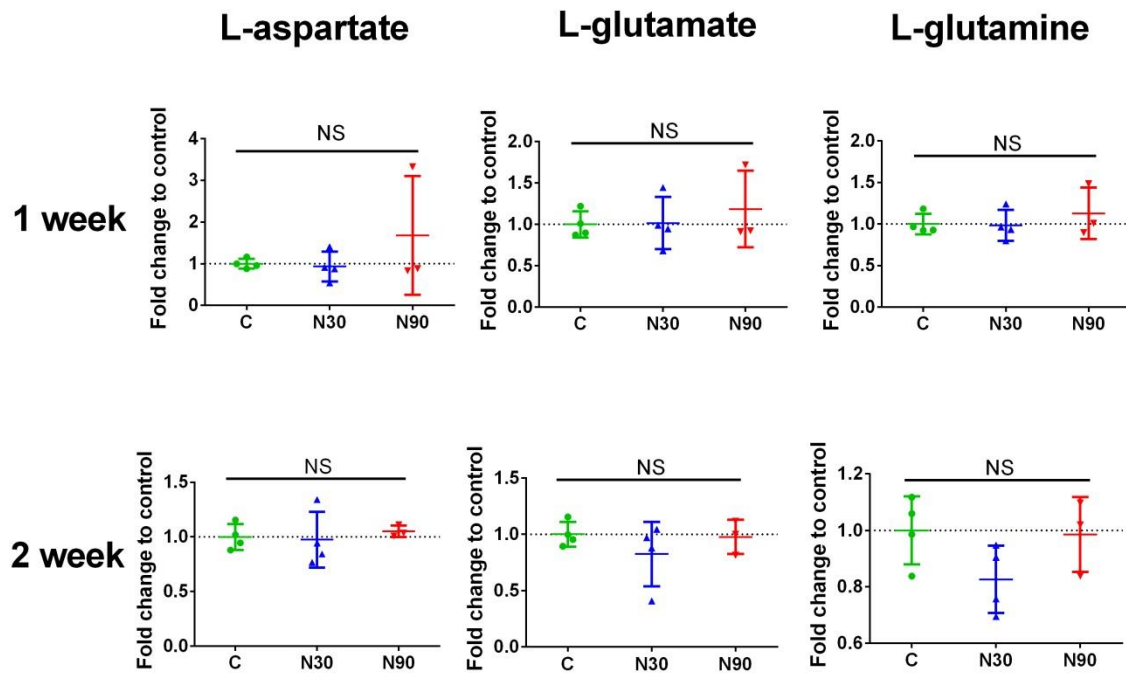 L-aspartate
L-glutamate
L-glutamine
1 week
Fold change to control
4
3
2
1
0
NS
C
N30
N90
Fold change to control
2.0
1.5
1.0
0.5
0.0
NS
C
N30
N90
Fold change to control
2.0
1.5
1.0
0.5
0.0
NS
C
N30
N90
2 week
Fold change to control
1.5
1.0
0.5
0.0
NS
C
N30
N90
Fold change to control
1.5
1.0
0.5
0.0
NS
C
N30
N90
Fold change to control
1.2
1.0
0.8
0.6
NS
C
N30
N90